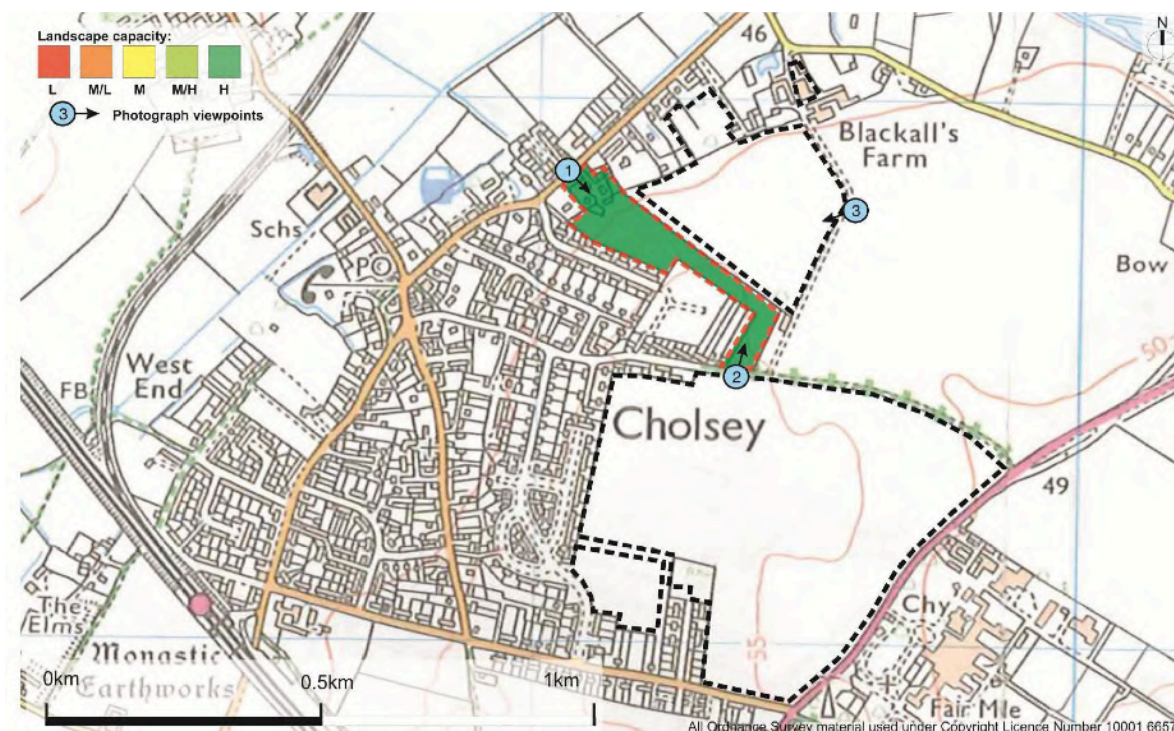 Landscape capacity:
L M/L M M/H H
3 Photograph viewpoints
N
46
Blackall's
Farm
1
3
Schs
PO
Bow
West
End
FB
50
2
Cholsey
49
The
Elms
Chy
55
Monastic
Earthworks
Fair Mle
0km 0.5km 1km
All Ordnance Survey material used under Copyright Licence Number 10001 6657